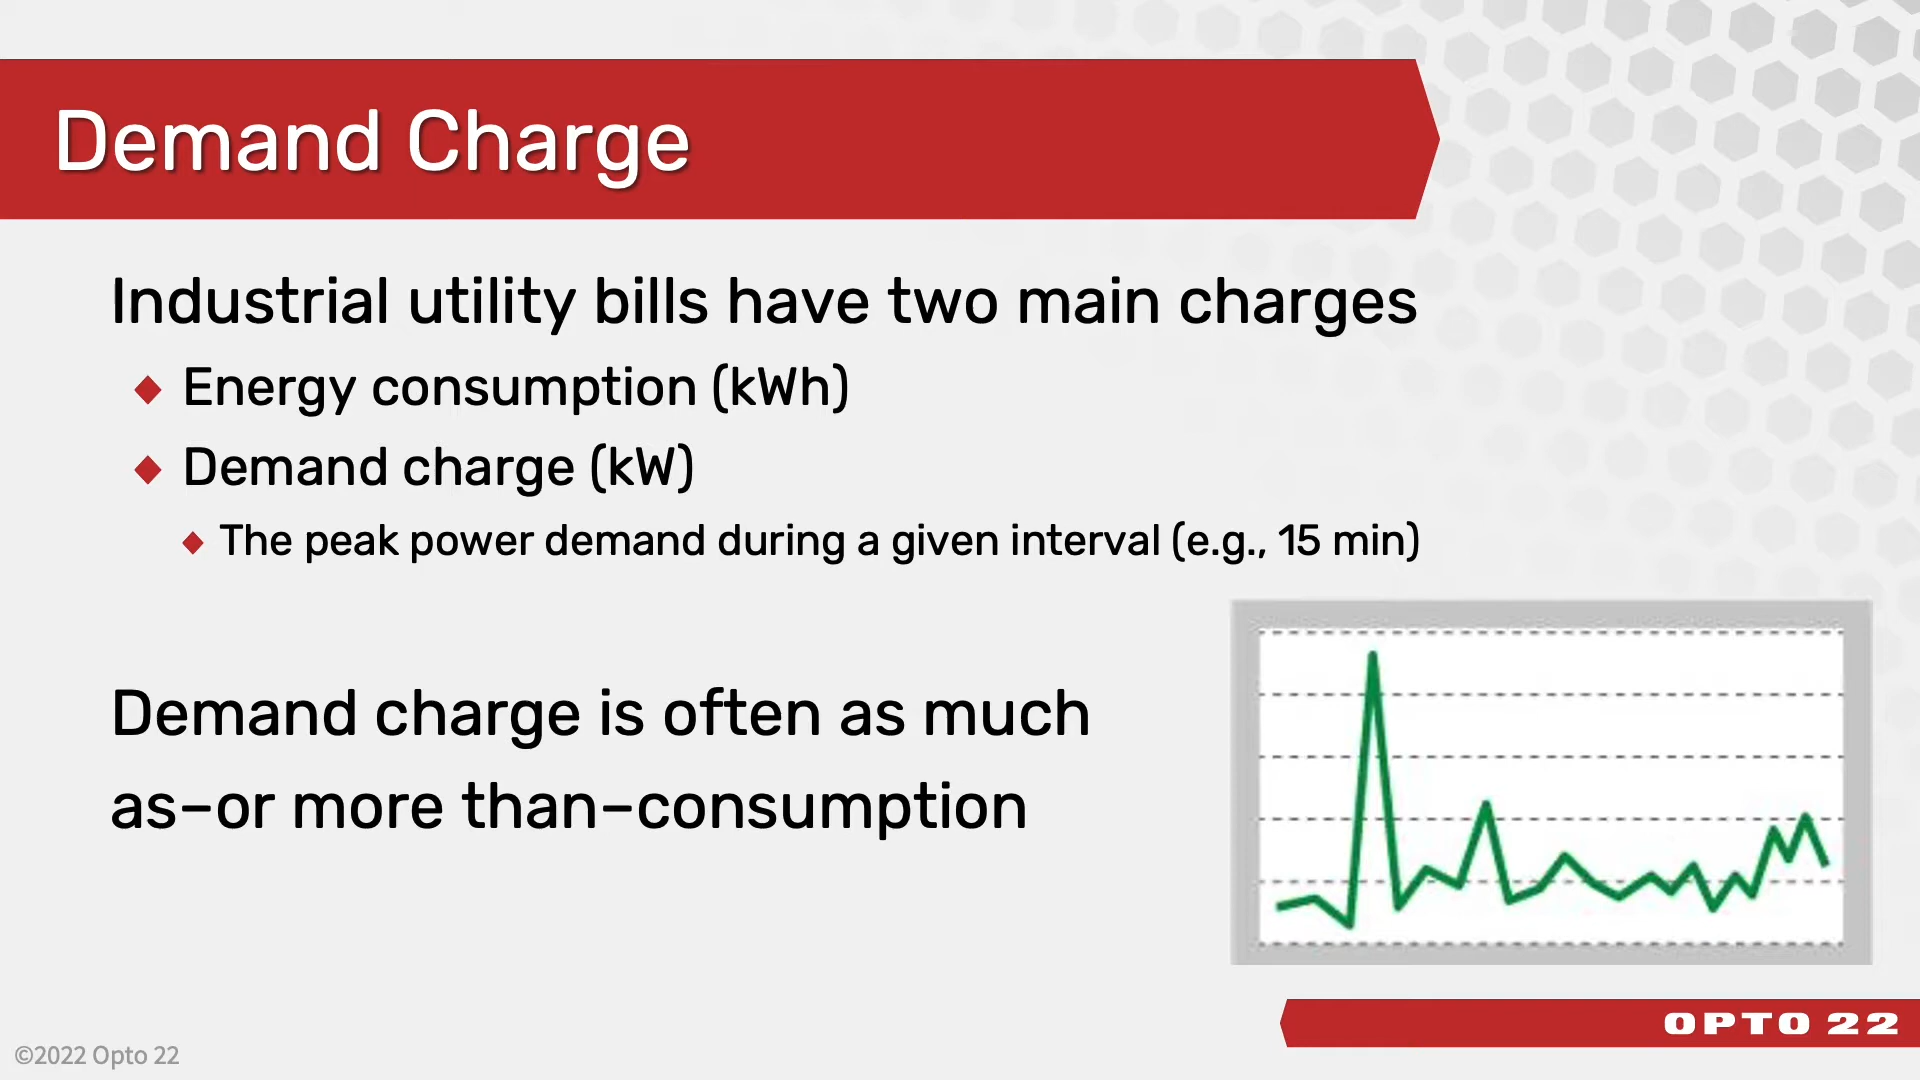 Demand Charge
Industrial utility bills have two main charges
Energy consumption (kWh)
Demand charge (kW)
The peak power demand during a given interval (e.g., 15 min)
Demand charge is often as much
as–or more than–consumption
OPTO 22
©2022 Opto 22